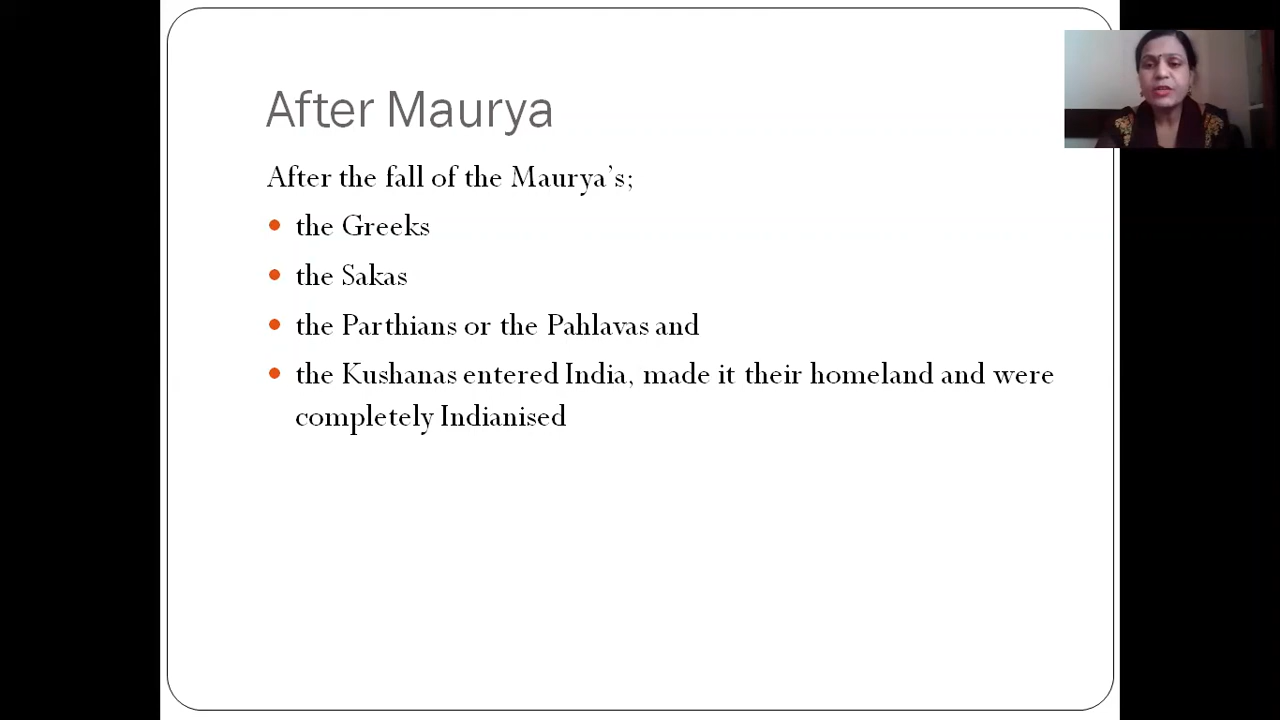 After Maurya
After the fall of the Maurya’s;
the Greeks
the Sakas
the Parthians or the Pahlavas and
the Kushanas entered India, made it their homeland and were
completely Indianised